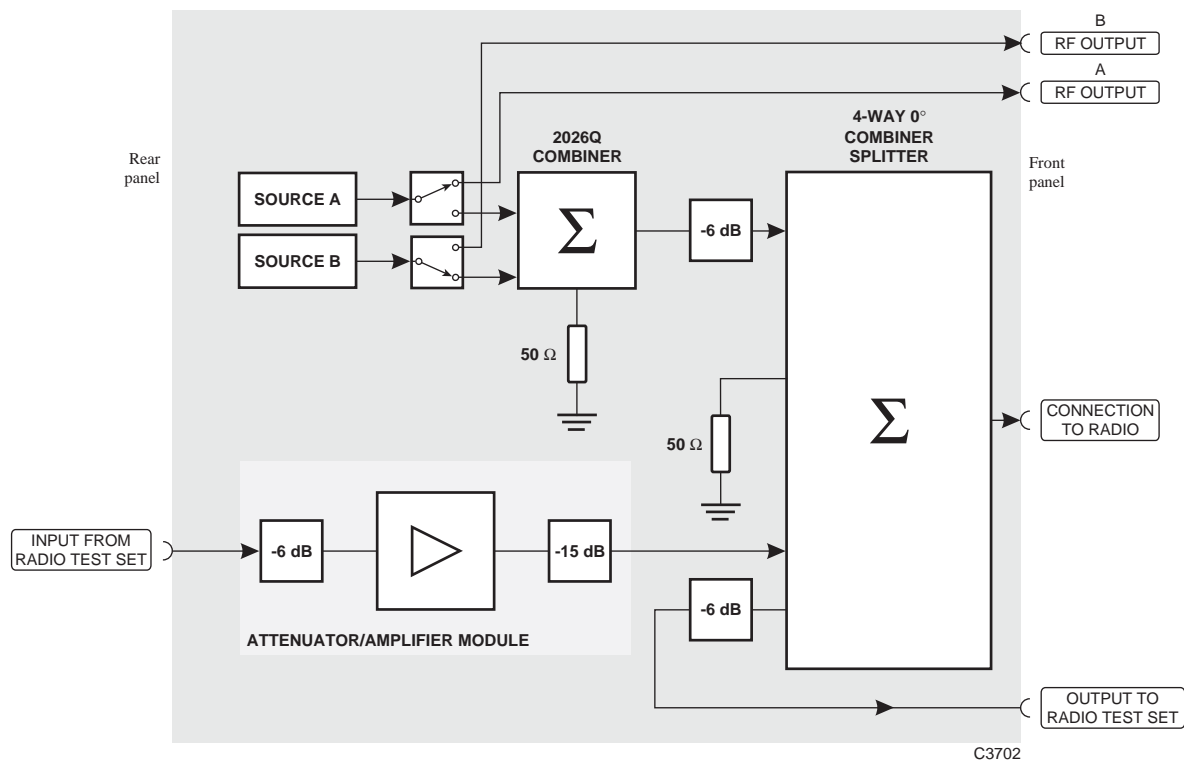 B
RF OUTPUT
A
RF OUTPUT
4-WAY 0°
COMBINER
SPLITTER
2026Q
COMBINER
Rear
panel
Front
panel
SOURCE A
SOURCE B
Σ
-6 dB
50 Ω
50 Ω
Σ
CONNECTION
TO RADIO
INPUT FROM
RADIO TEST SET
-6 dB
-15 dB
-6 dB
ATTENUATOR/AMPLIFIER MODULE
OUTPUT TO
RADIO TEST SET
C3702